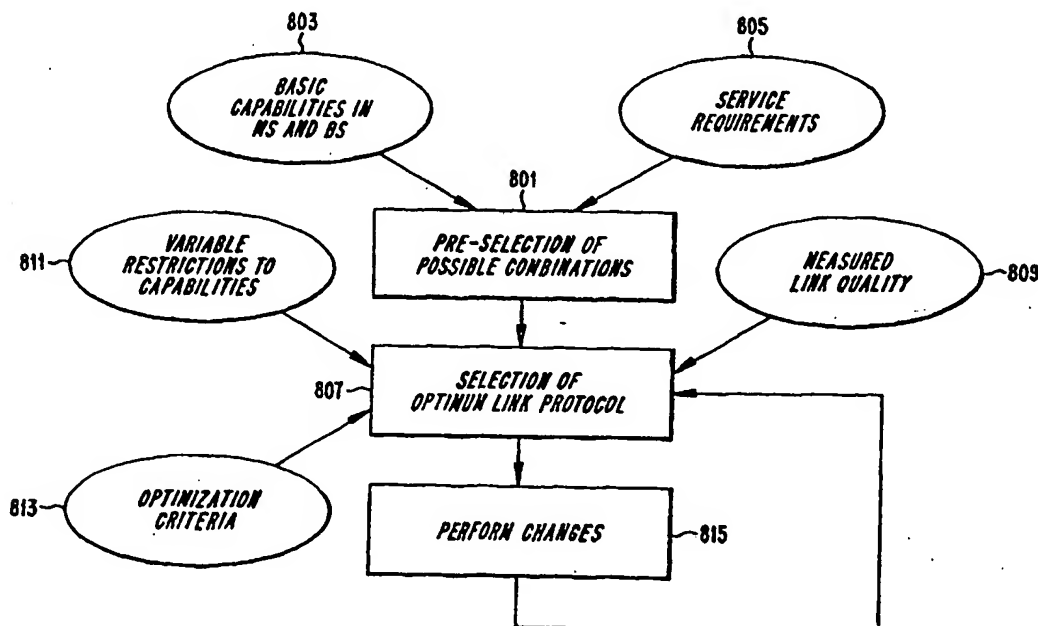 803
805
BASIC
CAPABILITIES IN
MS AND BS
SERVICE
REQUIREMENTS
801
PRE-SELECTION OF
POSSIBLE COMBINATIONS
811
VARIABLE
RESTRICTIONS TO
CAPABILITIES
MEASURED
LINK QUALITY
809
807
SELECTION OF
OPTIMUM LINK PROTOCOL
813
OPTIMIZATION
CRITERIA
PERFORM CHANGES
815